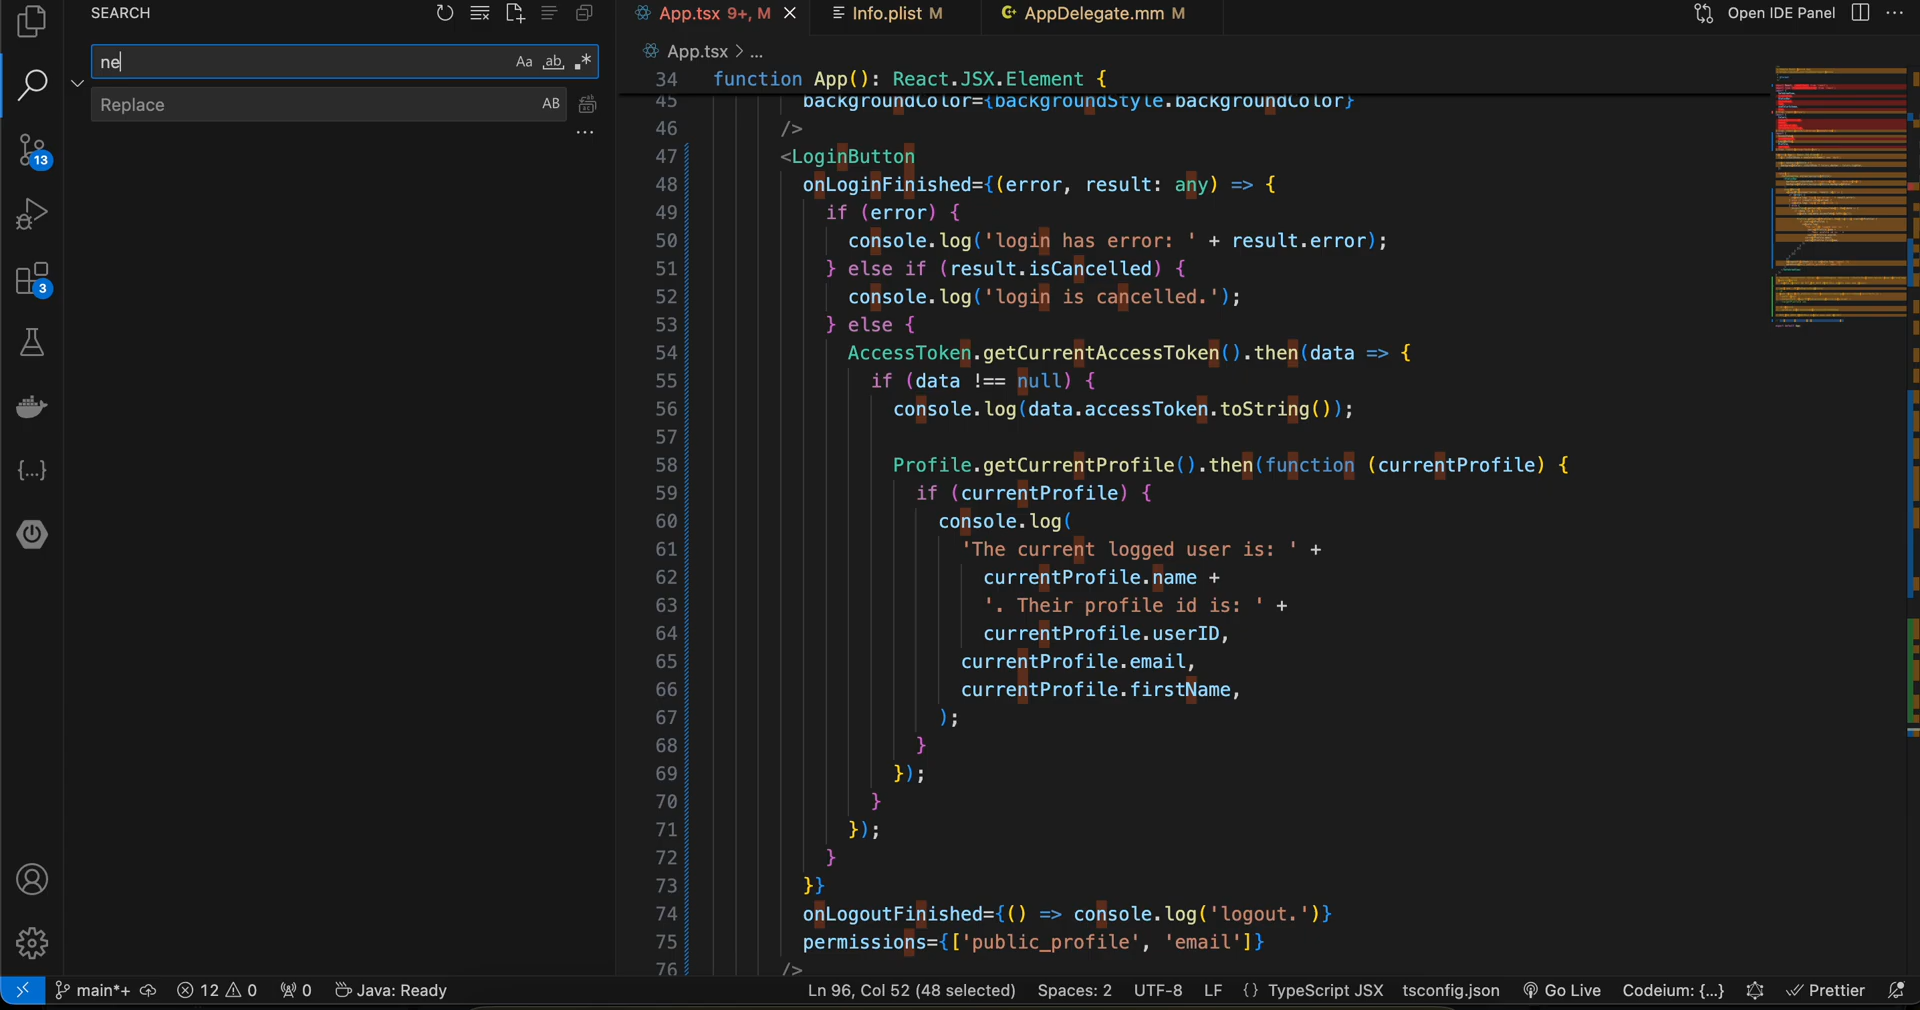 SEARCH
ne
Aa ab .*
Replace
AB
...
13
3
{...}
App.tsx 9+, M
Info.plist M
AppDelegate.mm M
Open IDE Panel
...
App.tsx > ...
34 function App(): React.JSX.Element {
45 backgroundColor={backgroundStyle.backgroundColor}
46 />
47 <LoginButton
48 onLoginFinished={(error, result: any) => {
49 if (error) {
50 console.log('login has error: ' + result.error);
51 } else if (result.isCancelled) {
52 console.log('login is cancelled.');
53 } else {
54 AccessToken.getCurrentAccessToken().then(data => {
55 if (data !== null) {
56 console.log(data.accessToken.toString());
57
58 Profile.getCurrentProfile().then(function (currentProfile) {
59 if (currentProfile) {
60 console.log(
61 'The current logged user is: ' +
62 currentProfile.name +
63 '. Their profile id is: ' +
64 currentProfile.userID,
65 currentProfile.email,
66 currentProfile.firstName,
67 );
68 }
69 });
70 }
71 });
72 }
73 }}
74 onLogoutFinished={() => console.log('logout.')}
75 permissions={['public_profile', 'email']}
76 />
main*+ 12 0 0 Java: Ready Ln 96, Col 52 (48 selected) Spaces: 2 UTF-8 LF {} TypeScript JSX tsconfig.json Go Live Codeium: {...} Prettier